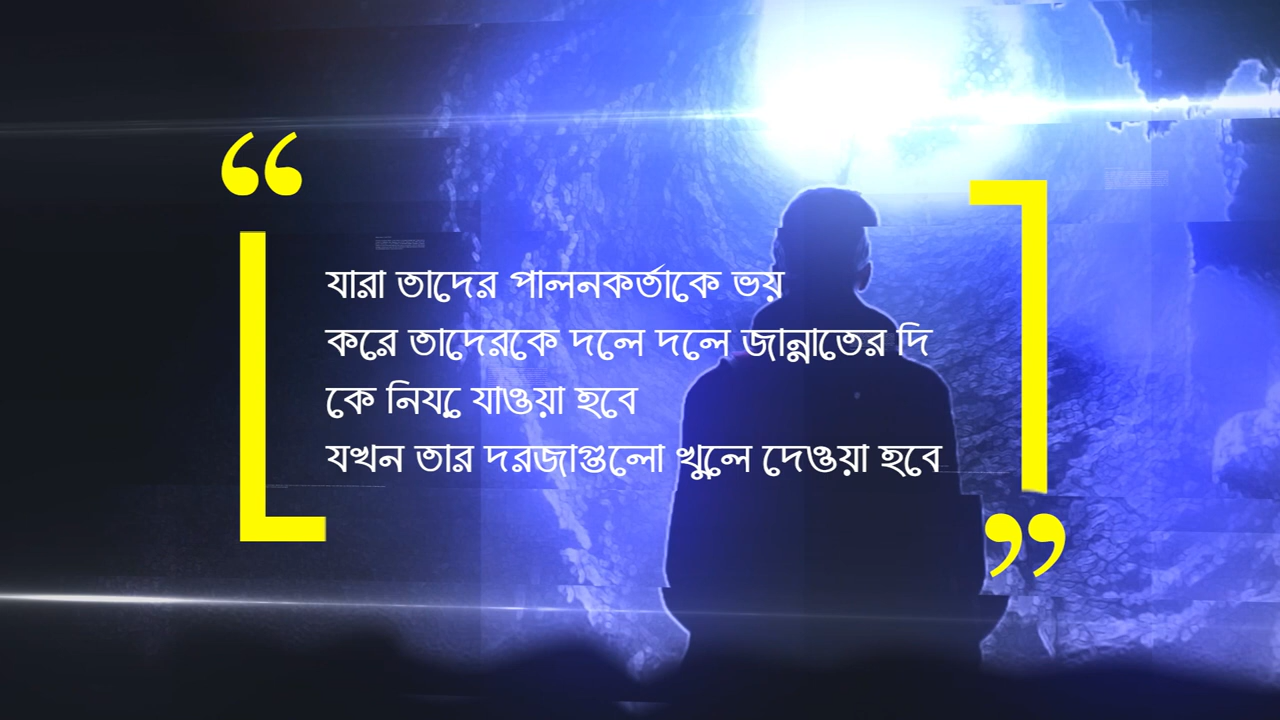 যারা তাদের পালনকর্তাকে ভয়
করে তাদেরকে দলে দলে জান্নাতের দি
কে নিয়ে যাওয়া হবে
যখন তার দরজাগুলো খুলে দেওয়া হবে